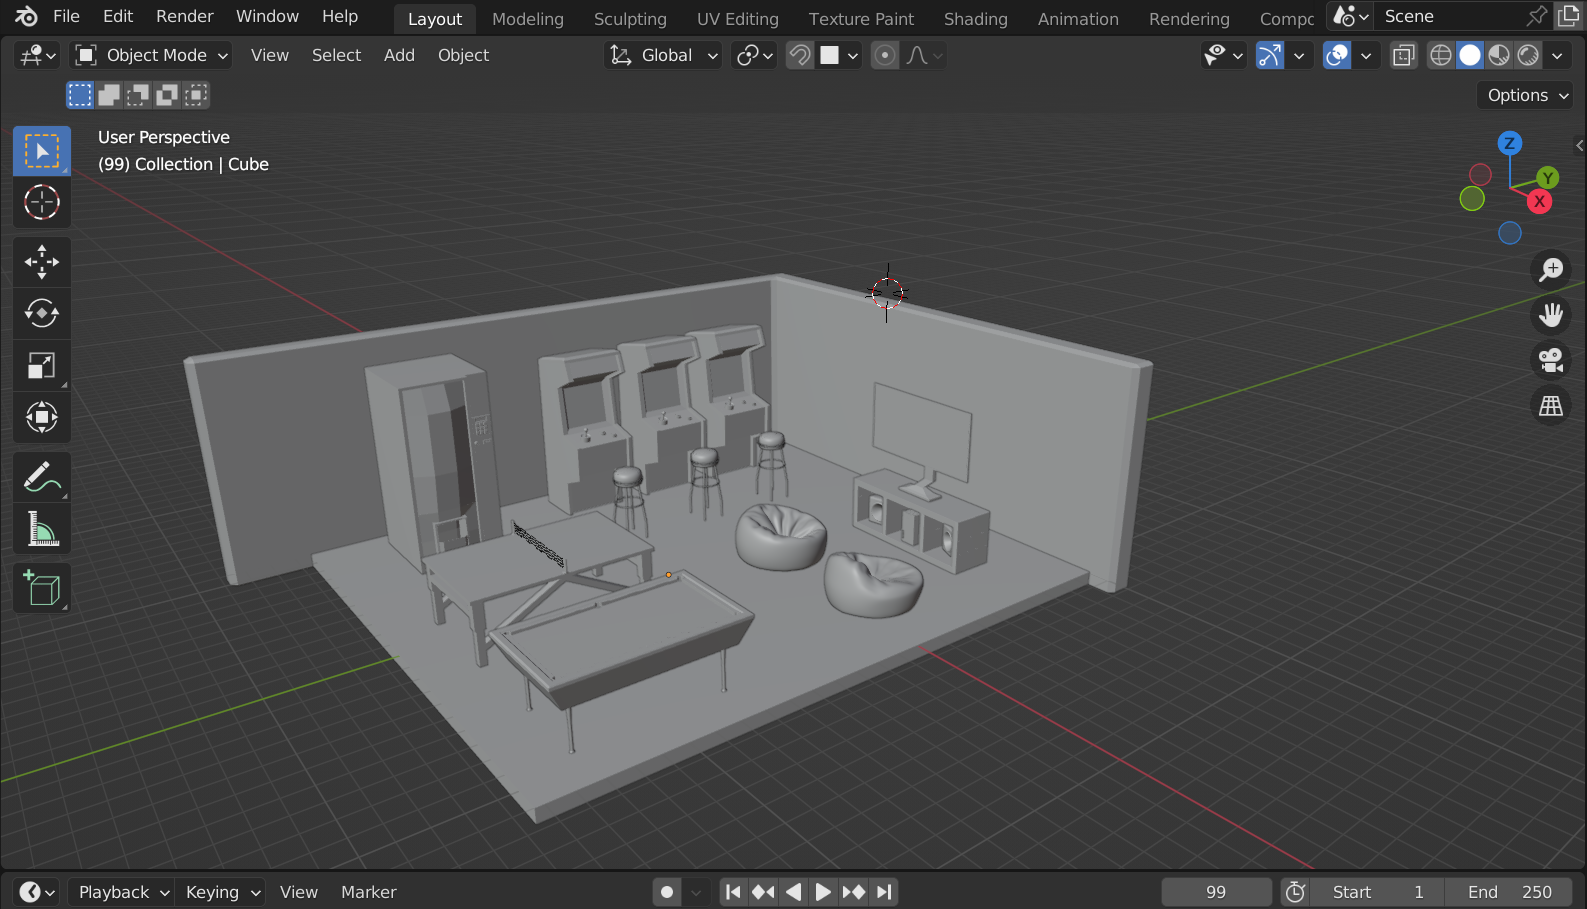 File Edit Render Window Help Layout Modeling Sculpting UV Editing Texture Paint Shading Animation Rendering Compo Scene
Object Mode View Select Add Object Global
Options
User Perspective
(99) Collection | Cube
Z
Y
X
Playback Keying View Marker 99 Start 1 End 250